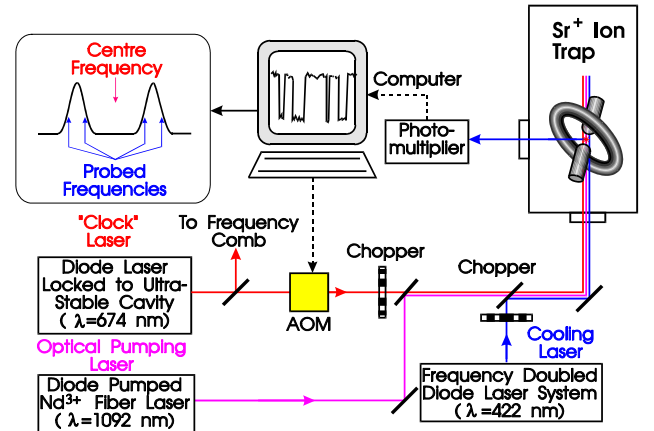 Centre
Frequency
Probed
Frequencies
Computer
Photo-
multiplier
Sr+ Ion
Trap
"Clock"
Laser
To Frequency
Comb
Diode Laser
Locked to Ultra-
Stable Cavity
( λ=674 nm)
AOM
Chopper
Chopper
Optical Pumping
Laser
Diode Pumped
Nd³⁺ Fiber Laser
( λ=1092 nm)
Cooling
Laser
Frequency Doubled
Diode Laser System
( λ=422 nm)